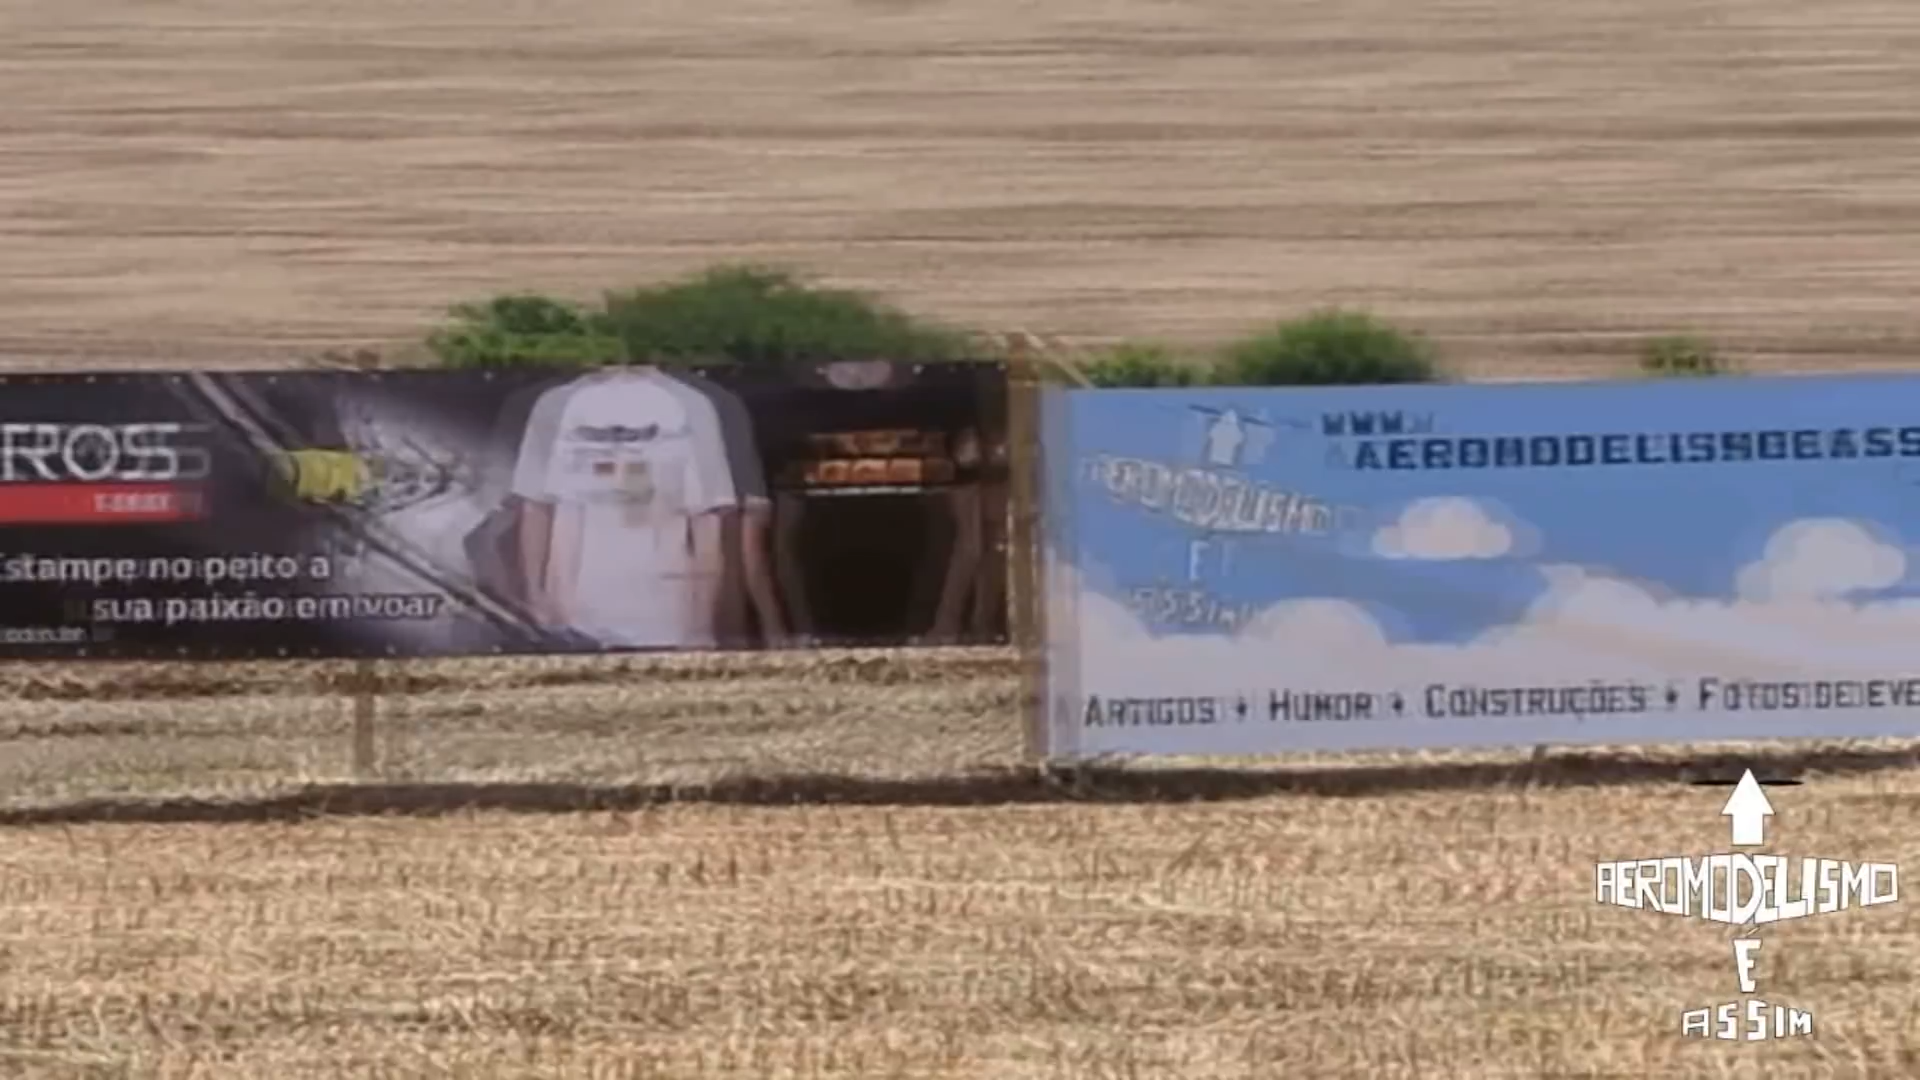 ROSS
Estampe no peito a
sua paixão em voar
WWW.
AEROMODELISMOEASS
AEROMODELISMO
E
ASSIM
ARTIGOS • HUMOR • CONSTRUÇÕES • FOTOS DE EVE
AEROMODELISMO
É
ASSIM